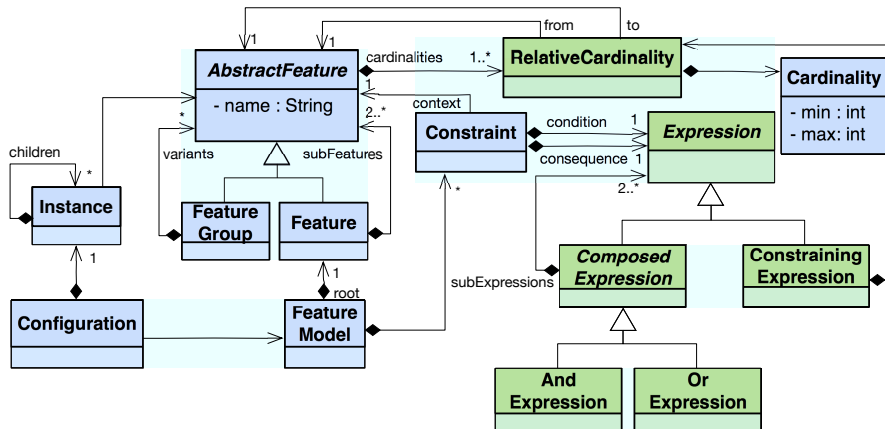 from
to
1
1
AbstractFeature
- name : String
cardinalities
1..*
RelativeCardinality
Cardinality
- min : int
- max: int
1
context
2..*
*
Constraint
condition
1
consequence
1
Expression
children
*
variants
subFeatures
Instance
Feature
Group
Feature
*
2..*
1
1
root
subExpressions
Composed
Expression
Constraining
Expression
Configuration
Feature
Model
And
Expression
Or
Expression